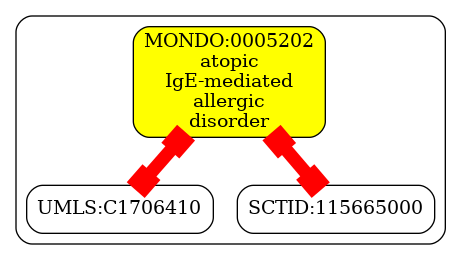 MONDO:0005202
atopic
IgE-mediated
allergic
disorder
UMLS:C1706410
SCTID:115665000